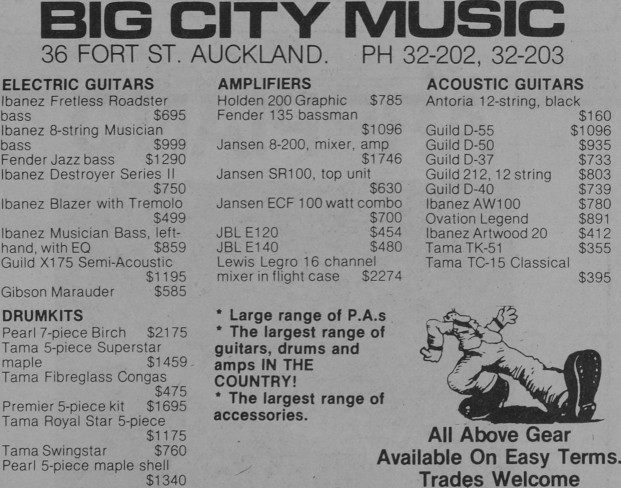 BIG CITY MUSIC
36 FORT ST. AUCKLAND. PH 32-202, 32-203
ELECTRIC GUITARS
Ibanez Fretless Roadster
bass $695
Ibanez 8-string Musician
bass $999
Fender Jazz bass $1290
Ibanez Destroyer Series II
$750
Ibanez Blazer with Tremolo
$499
Ibanez Musician Bass, left-
hand, with EQ $859
Guild X175 Semi-Acoustic
$1195
Gibson Marauder $585
DRUMKITS
Pearl 7-piece Birch $2175
Tama 5-piece Superstar
maple $1459
Tama Fibreglass Congas
$475
Premier 5-piece kit $1695
Tama Royal Star 5-piece
$1175
Tama Swingstar $760
Pearl 5-piece maple shell
$1340
AMPLIFIERS
Holden 200 Graphic $785
Fender 135 bassman
$1096
Jansen 8-200, mixer, amp
$1746
Jansen SR100, top unit
$630
Jansen ECF 100 watt combo
$700
JBL E120 $454
JBL E140 $480
Lewis Legro 16 channel
mixer in flight case $2274
* Large range of P.A.s
* The largest range of
guitars, drums and
amps IN THE
COUNTRY!
* The largest range of
accessories.
ACOUSTIC GUITARS
Antoria 12-string, black
$160
Guild D-55 $1096
Guild D-50 $935
Guild D-37 $733
Guild 212, 12 string $803
Guild D-40 $739
Ibanez AW100 $780
Ovation Legend $891
Ibanez Artwood 20 $412
Tama TK-51 $355
Tama TC-15 Classical
$395
All Above Gear
Available On Easy Terms.
Trades Welcome